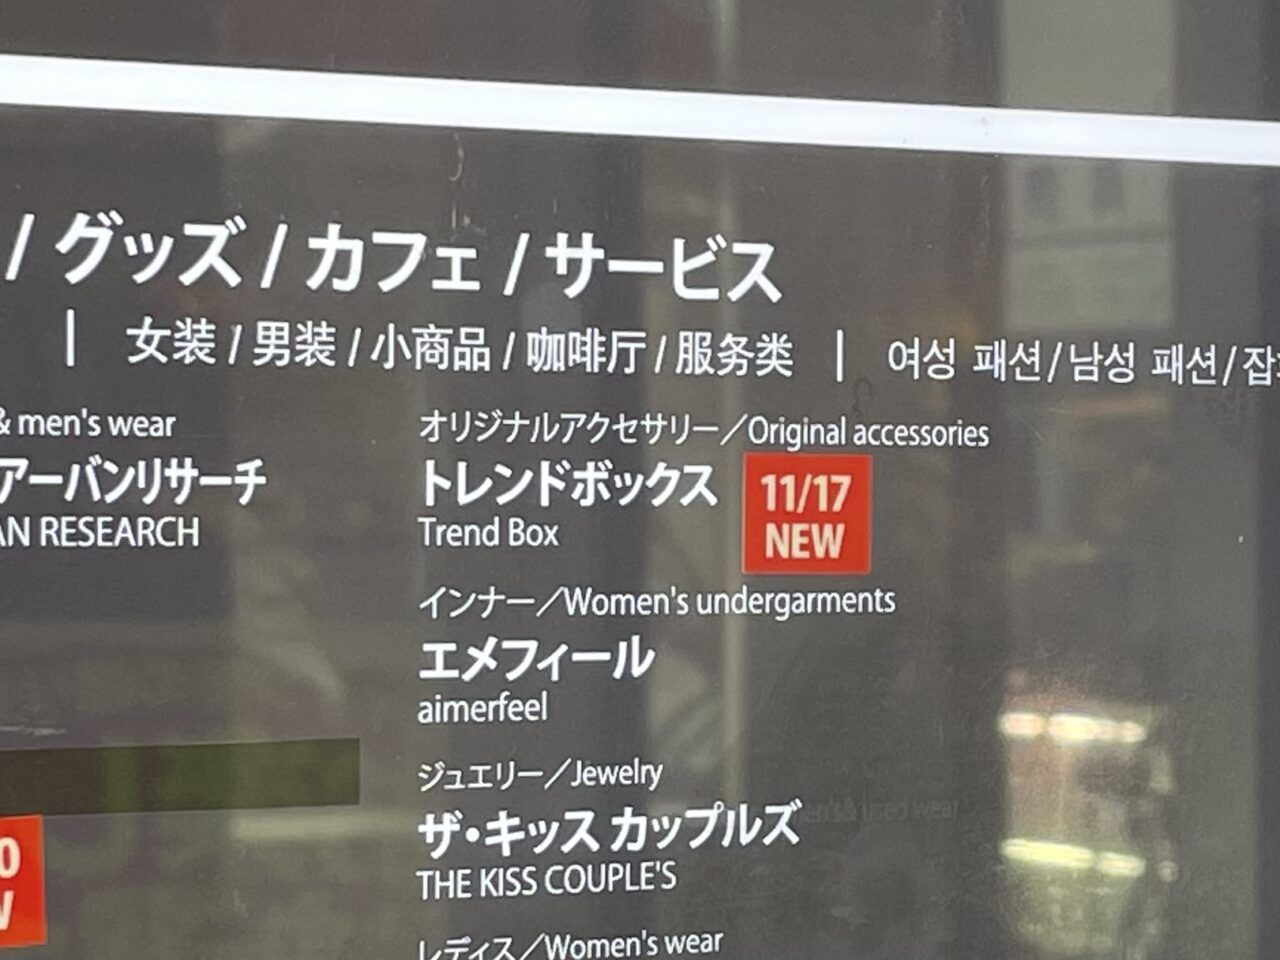 / グッズ / カフェ / サービス
| 女装 / 男装 / 小商品 / 咖啡厅 / 服务类 | 여성 패션 / 남성 패션 /
& men's wear
アーバンリサーチ
RESEARCH
オリジナルアクセサリー／Original accessories
トレンドボックス
Trend Box
11/17
NEW
インナー／Women's undergarments
エメフィール
aimerfeel
ジュエリー／Jewelry
ザ・キッス カップルズ
THE KISS COUPLE'S
レディス／Women's wear